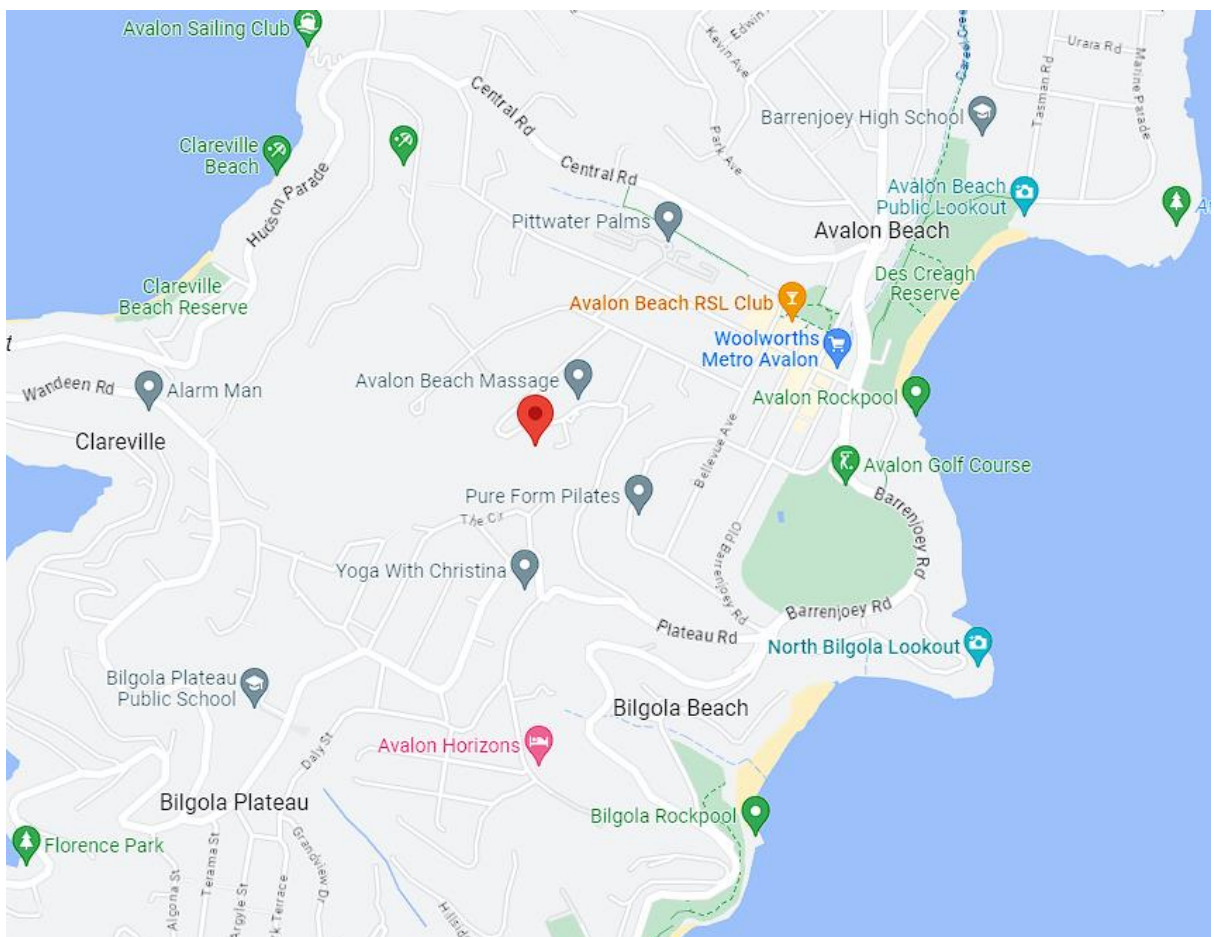 Avalon Sailing Club
Central Rd
Kevin Ave
Urara Rd
Tasman Rd
Marine Parade
Barrenjoey High School
Park Ave
Clareville
Beach
Central Rd
Hudson Parade
Avalon Beach
Public Lookout
Pittwater Palms
Avalon Beach
Clareville
Beach Reserve
Des Creagh
Reserve
Avalon Beach RSL Club
Woolworths
Metro Avalon
Wandeen Rd
Alarm Man
Avalon Beach Massage
Avalon Rockpool
Clareville
Bellevue Ave
Avalon Golf Course
Pure Form Pilates
Barrenjoey Rd
The Cir
Old Barrenjoey Rd
Yoga With Christina
Barrenjoey Rd
Plateau Rd
North Bilgola Lookout
Bilgola Plateau
Public School
Bilgola Beach
Avalon Horizons
Daly St
Bilgola Plateau
Bilgola Rockpool
Florence Park
Algona St
Terama St
Argyle St
Grandview Dr
Terrace
Hillside